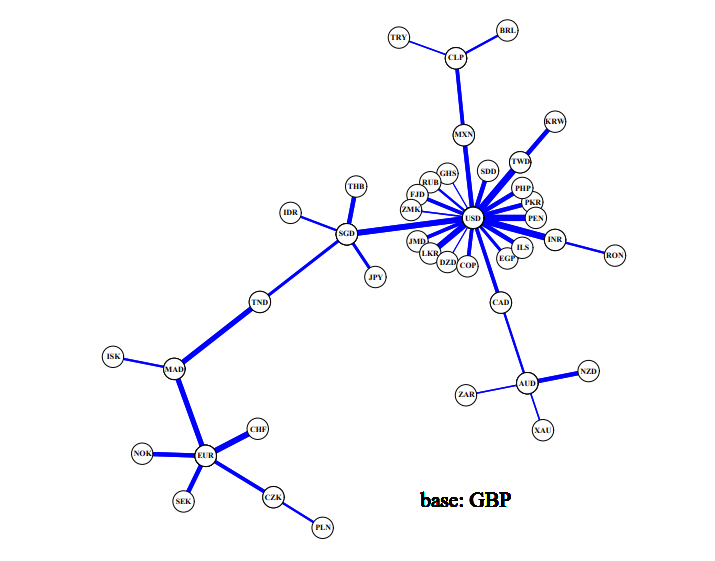 BRL
TRY
CLP
KRW
MXN
TWD
SDD
GHS
RUB
PHP
THB
FJD
PKR
ZMK
IDR
USD
PEN
SGD
INR
JMD
ILS
LKR
RON
EGP
DZD
COP
JPY
TND
CAD
ISK
MAD
NZD
AUD
ZAR
CHF
XAU
NOK
EUR
CZK
SEK
base: GBP
PLN